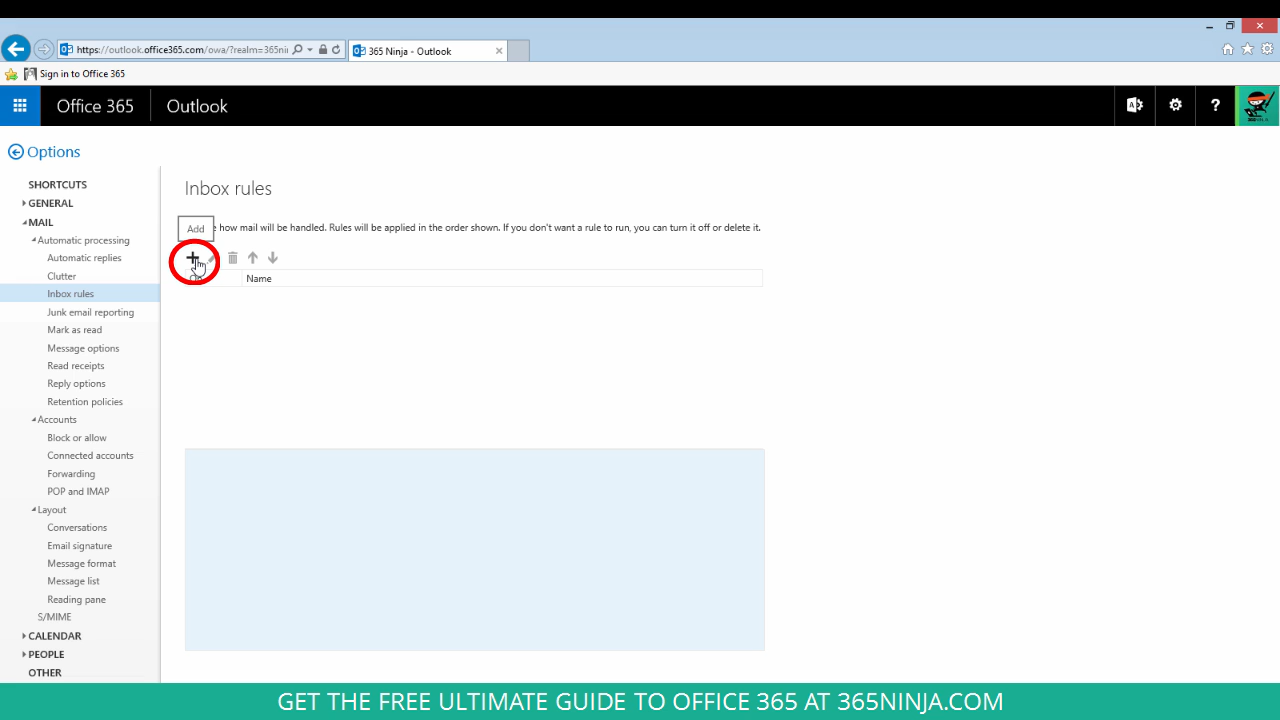 https://outlook.office365.com/owa/?realm=365ni
365 Ninja - Outlook
Sign in to Office 365
Office 365
Outlook
?
Options
SHORTCUTS
GENERAL
MAIL
Automatic processing
Automatic replies
Clutter
Inbox rules
Junk email reporting
Mark as read
Message options
Read receipts
Reply options
Retention policies
Accounts
Block or allow
Connected accounts
Forwarding
POP and IMAP
Layout
Conversations
Email signature
Message format
Message list
Reading pane
S/MIME
CALENDAR
PEOPLE
OTHER
Inbox rules
Add
how mail will be handled. Rules will be applied in the order shown. If you don't want a rule to run, you can turn it off or delete it.
Name
GET THE FREE ULTIMATE GUIDE TO OFFICE 365 AT 365NINJA.COM